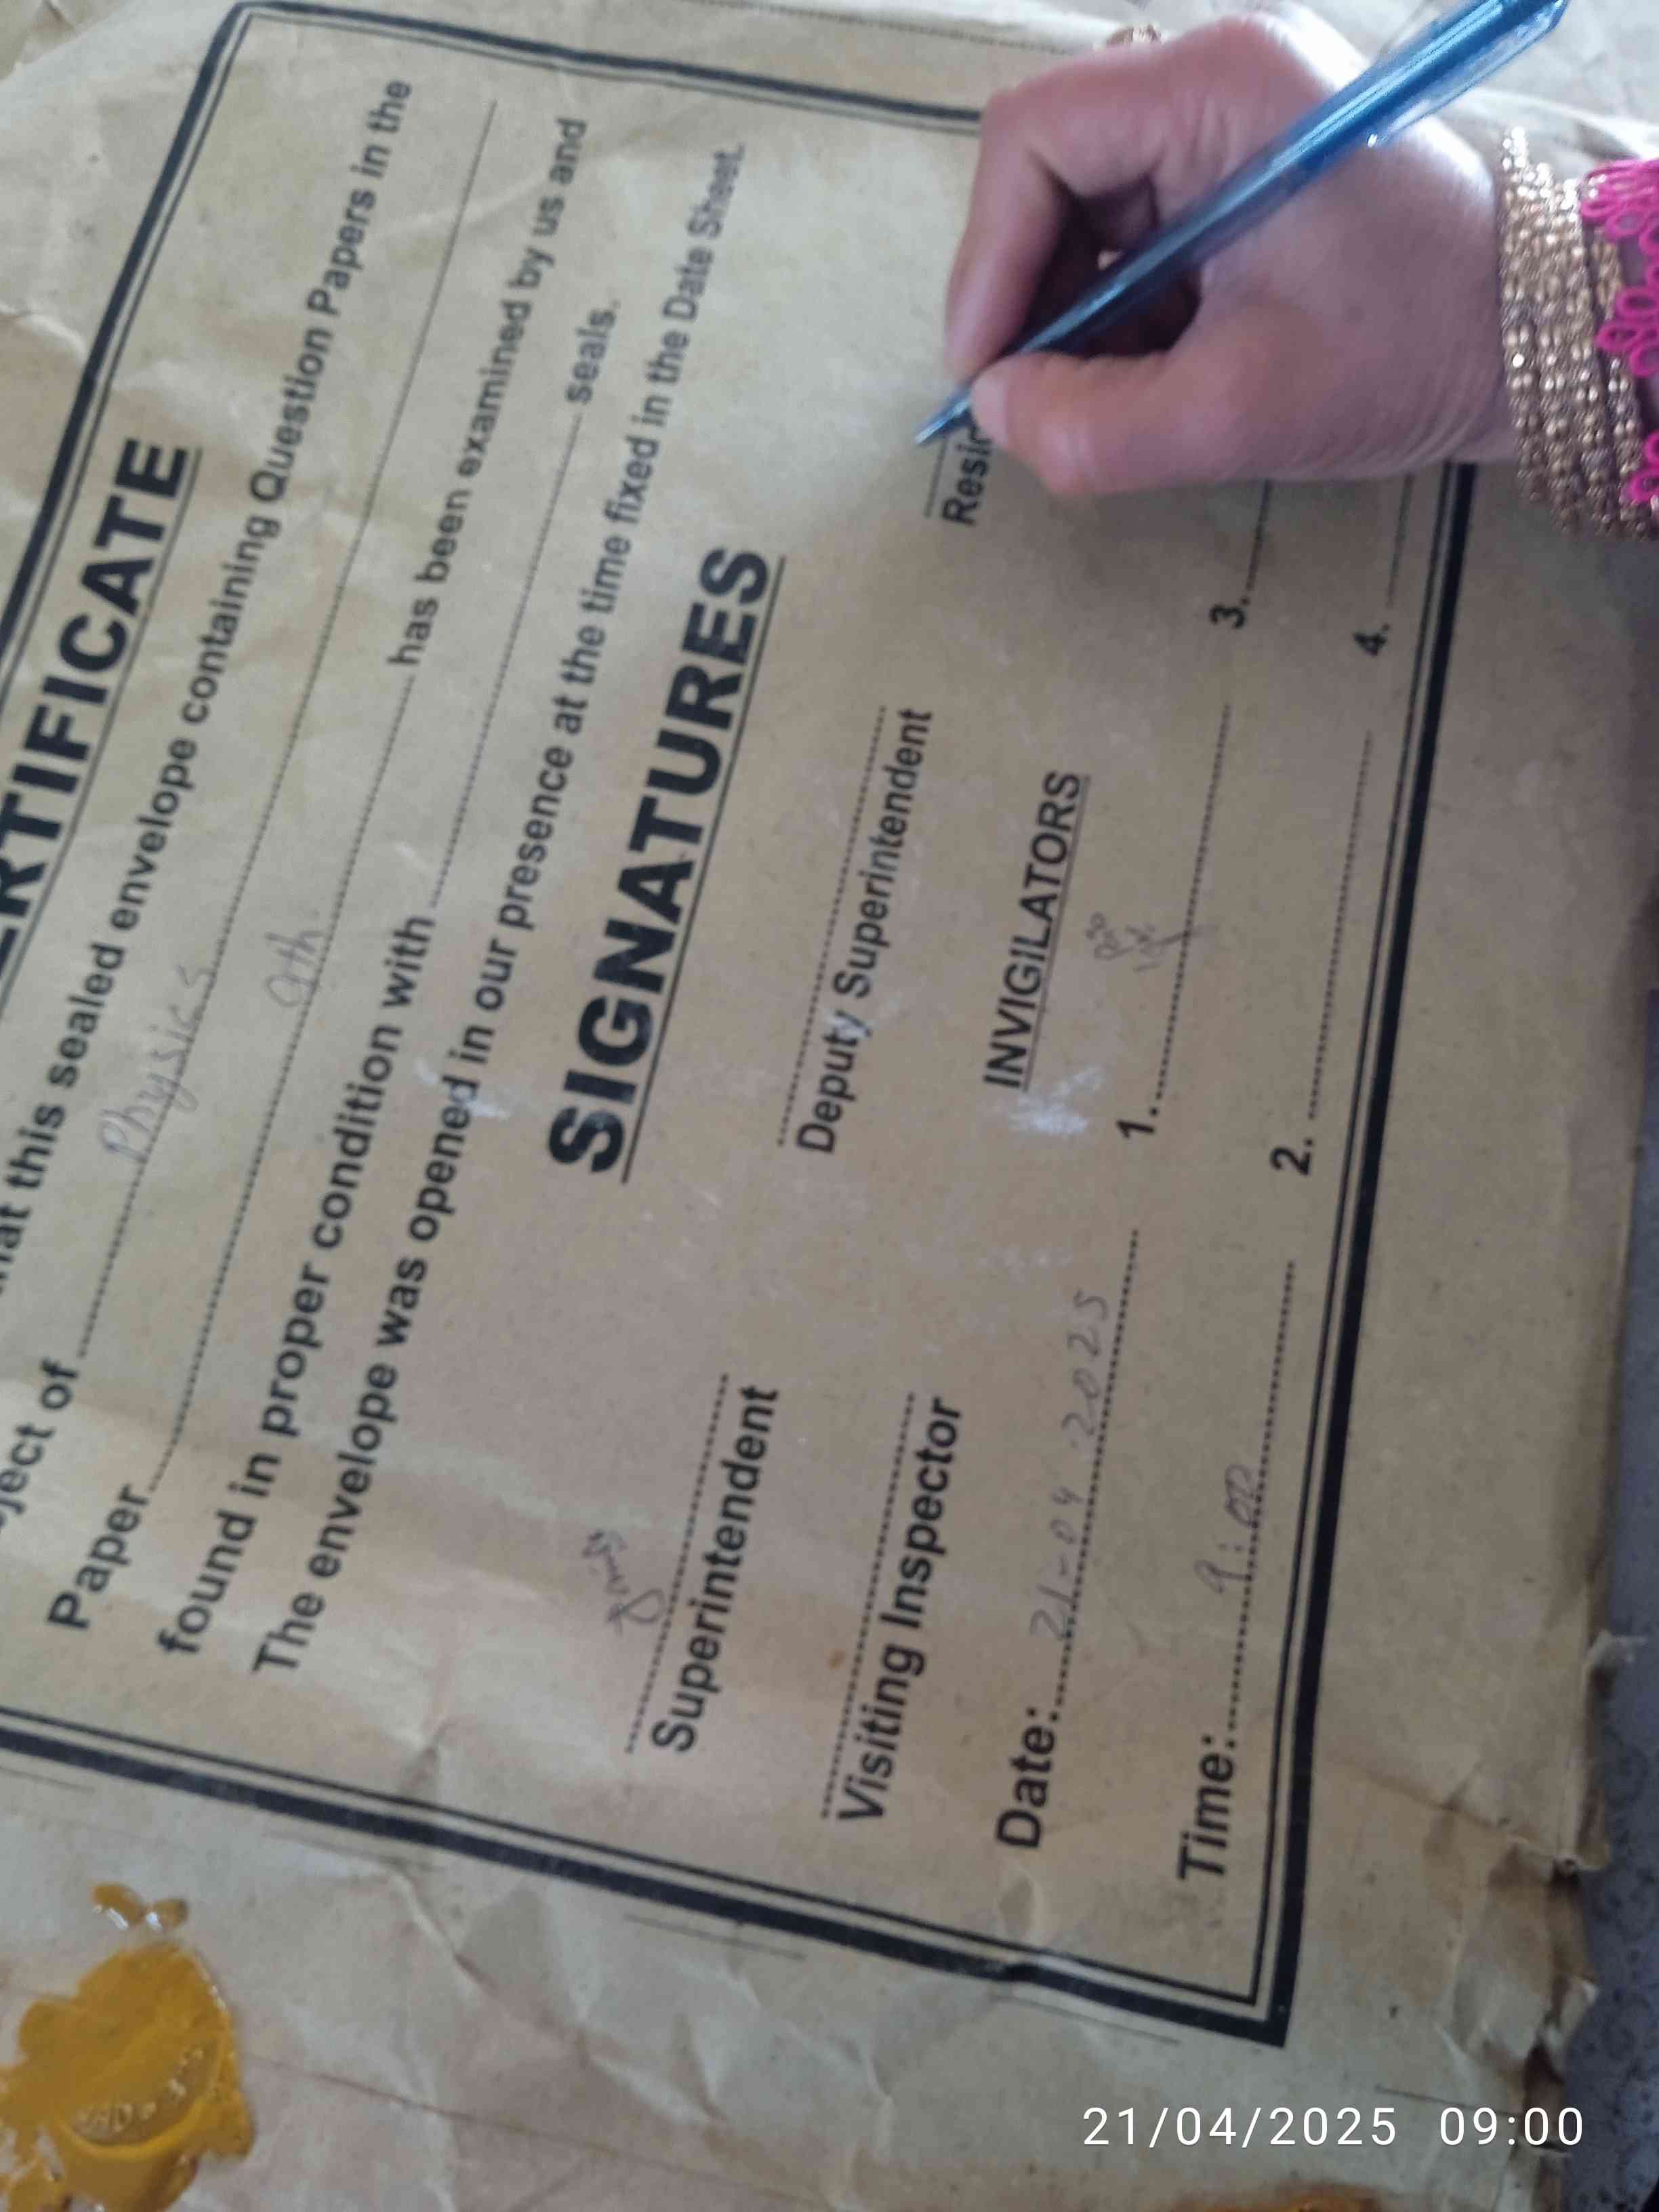 ERTIFICATE
that this sealed envelope containing Question Papers in the
ject of Physics
Paper 9th has been examined by us and
found in proper condition with seals.
The envelope was opened in our presence at the time fixed in the Date Sheet.
SIGNATURES
Superintendent Deputy Superintendent
Visiting Inspector
INVIGILATORS
Date: 21-04-2025 1. 3.
Time: 9:00 2. 4.
21/04/2025 09:00